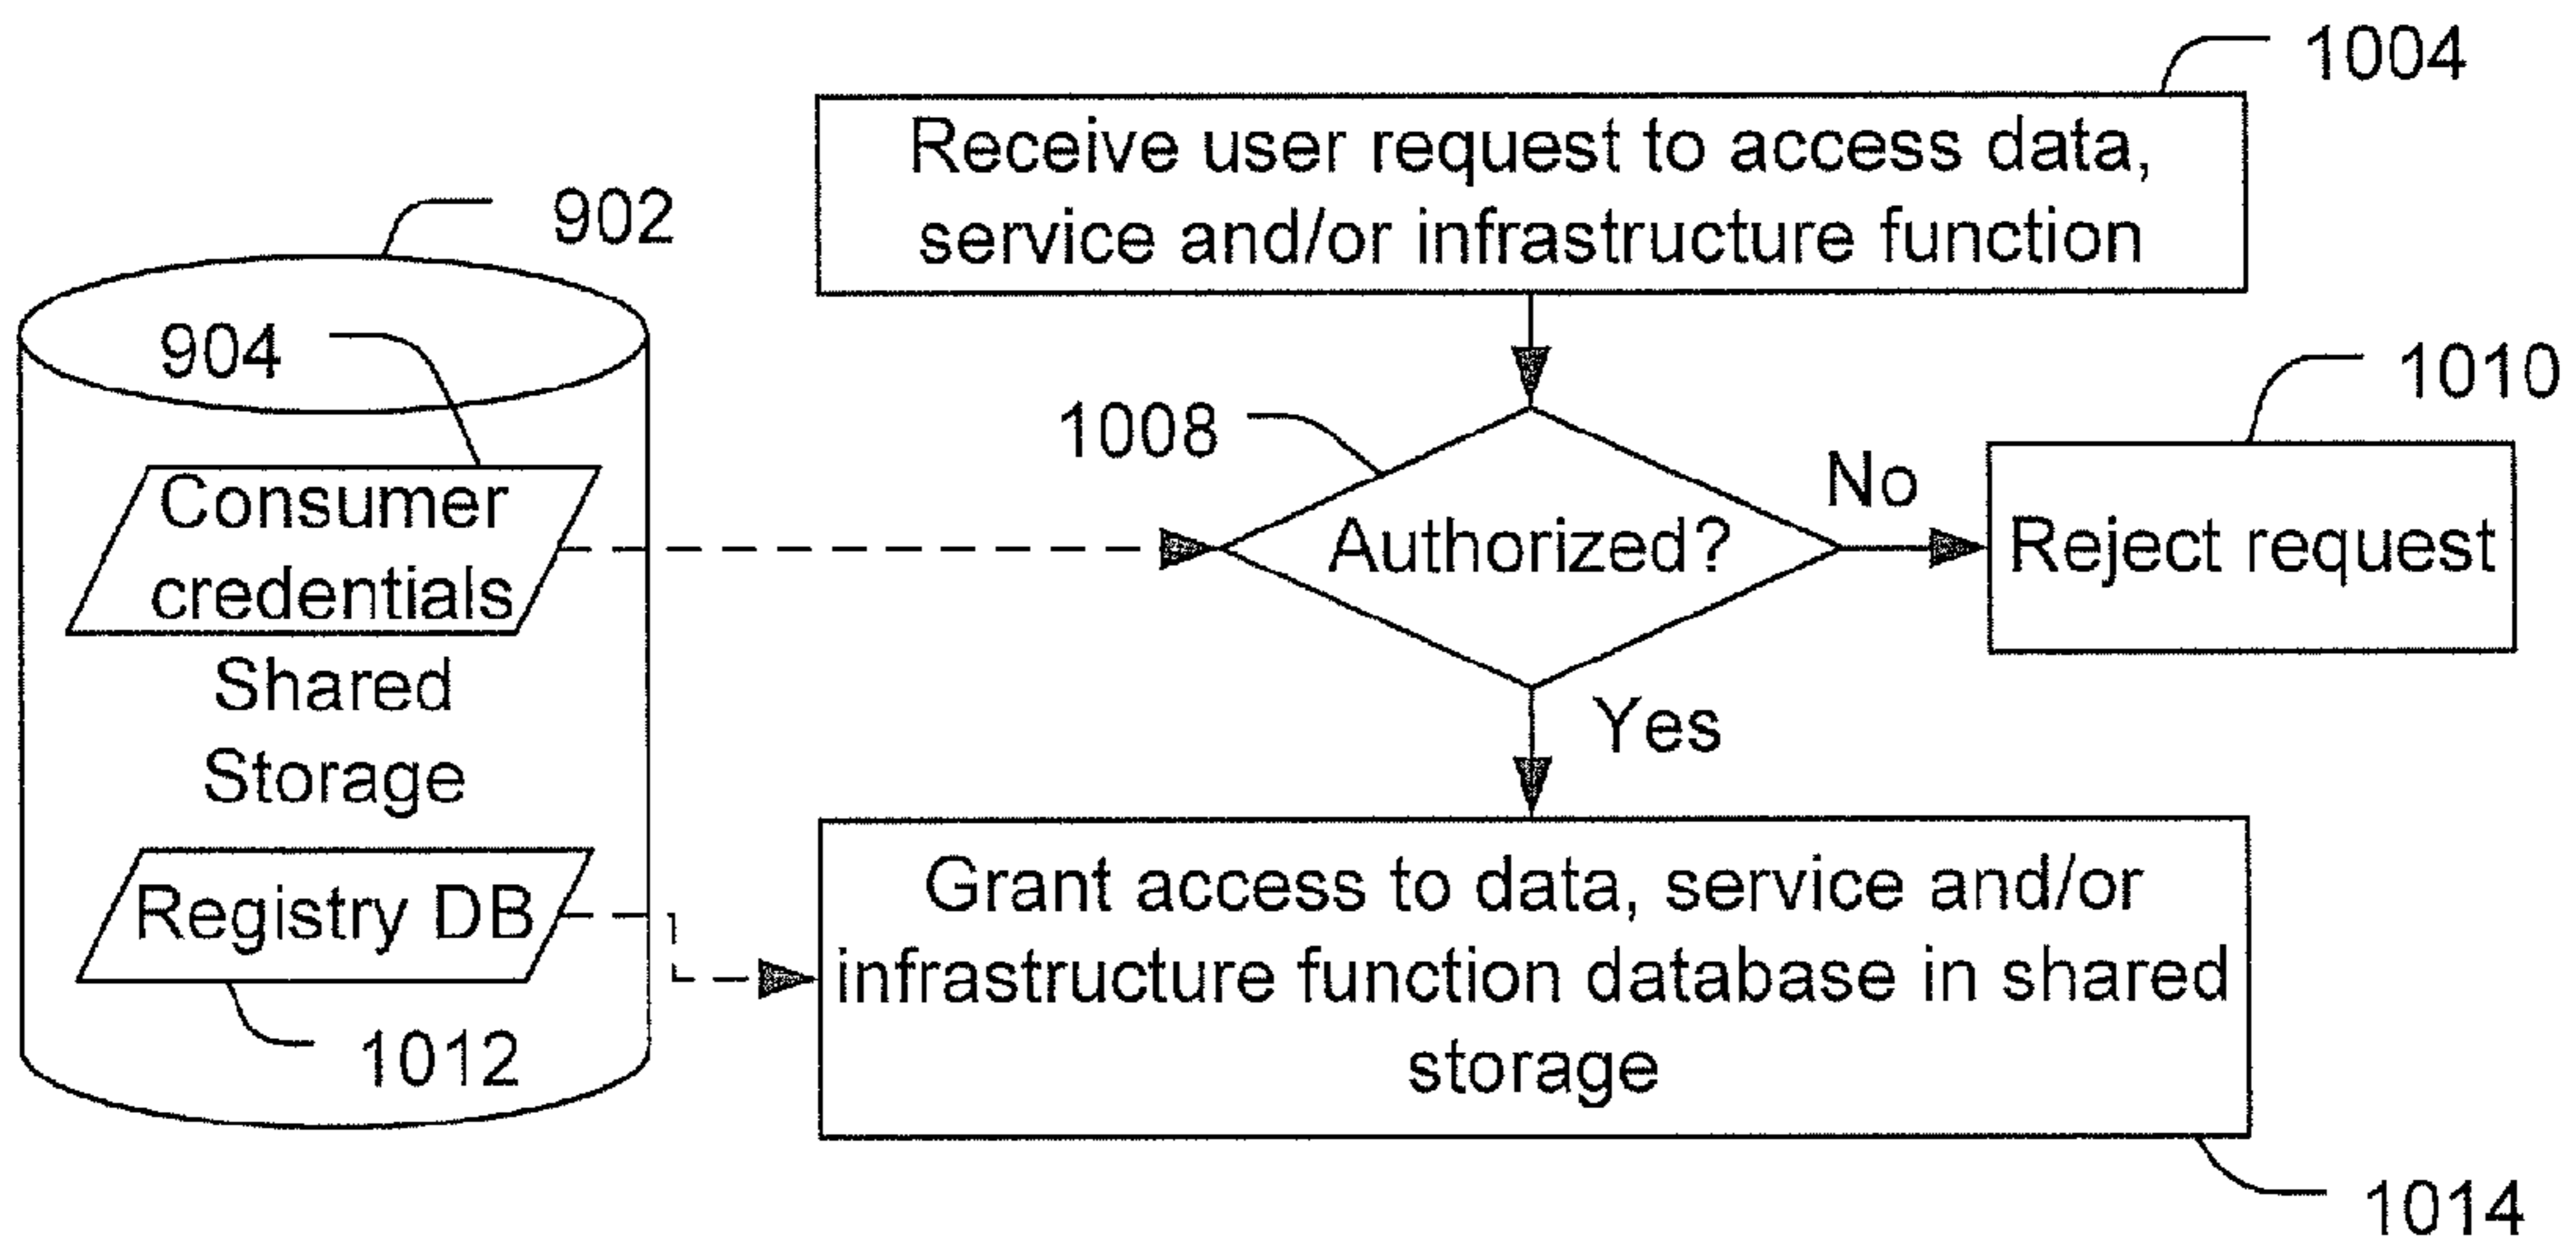 1004
Receive user request to access data,
service and/or infrastructure function
902
904
Consumer
credentials
Shared
Storage
Registry DB
1012
1008
Authorized?
No
1010
Reject request
Yes
Grant access to data, service and/or
infrastructure function database in shared
storage
1014